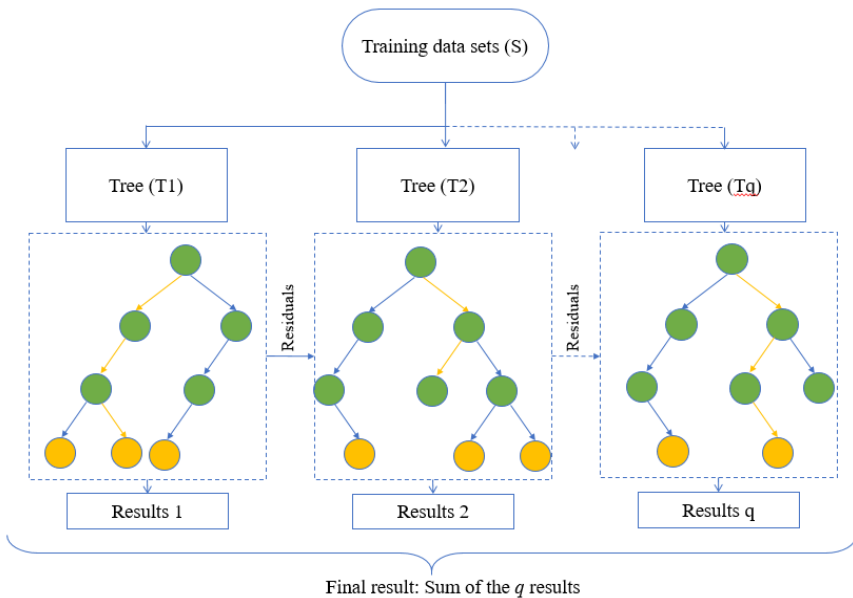 Training data sets (S)
Tree (T1)
Tree (T2)
Tree (Tq)
Residuals
Residuals
Results 1
Results 2
Results q
Final result: Sum of the q results